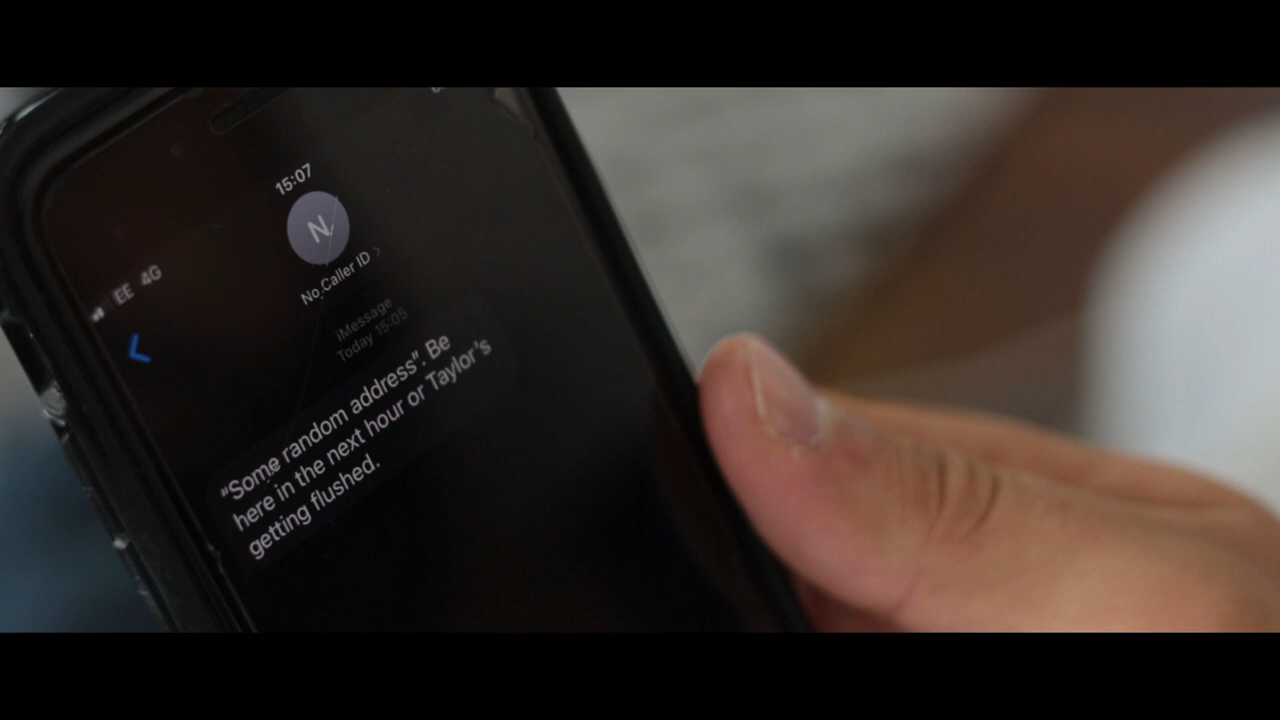 15:07
EE 4G
N
No Caller ID
iMessage
Today 15:05
“Some random address”. Be
here in the next hour or Taylor's
getting flushed.